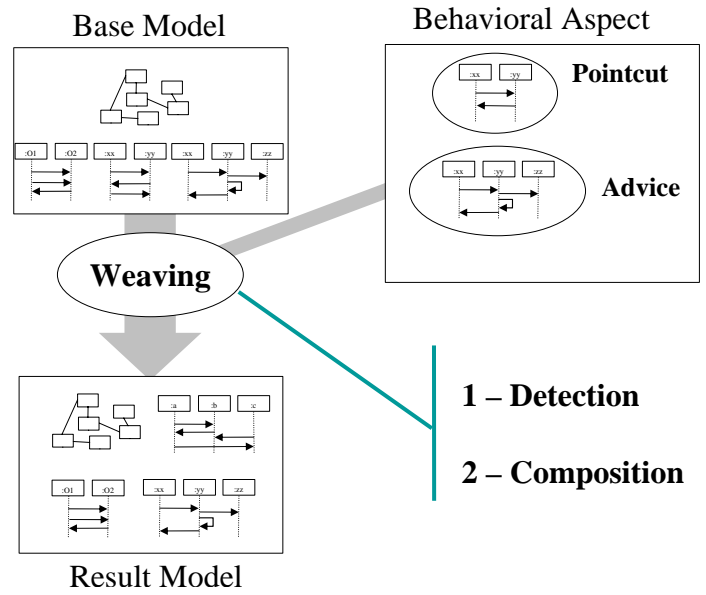 Base Model
Behavioral Aspect
:xx :yy
Pointcut
:O1 :O2 :xx :yy :xx :yy :zz
:xx :yy :zz
Advice
Weaving
:a :b :c
1 – Detection
2 – Composition
:O1 :O2 :xx :yy :zz
Result Model